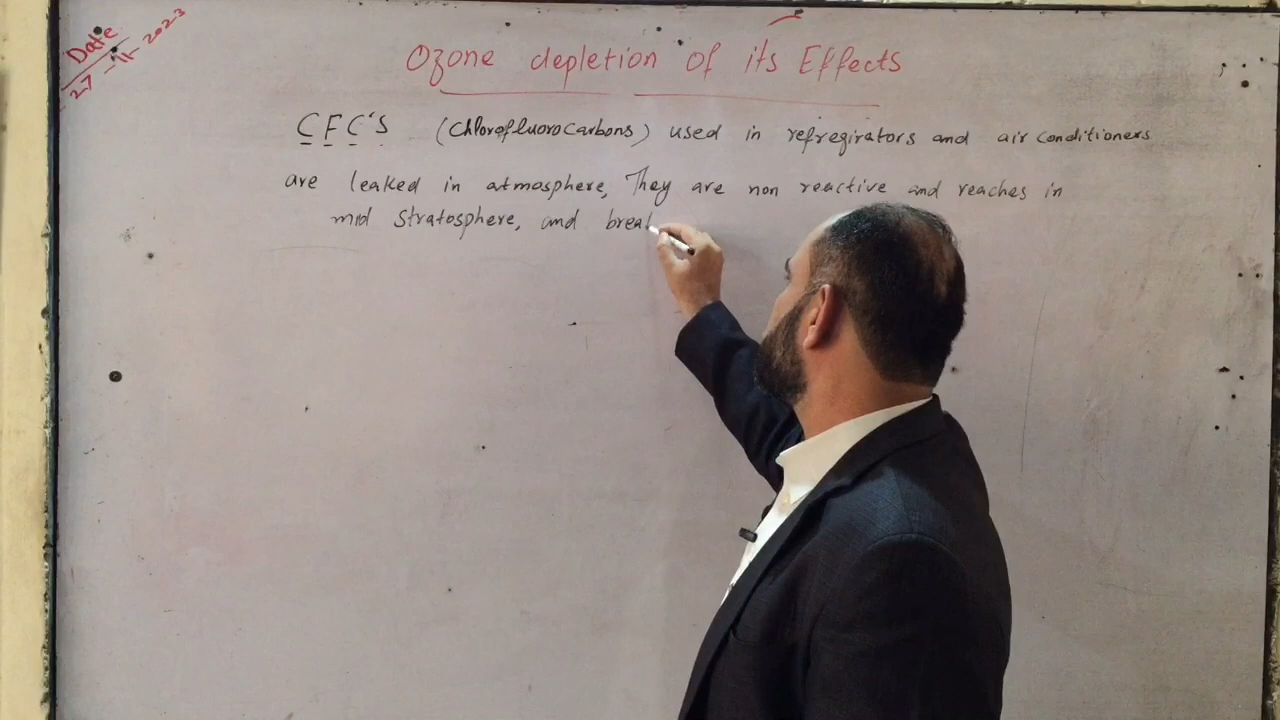 Date
27-11-2023
Ozone depletion of its Effects
CFC's (Chlorofluorocarbons) used in refregirators and air conditioners
are leaked in atmosphere, They are non reactive and reaches in
mid stratosphere, and break